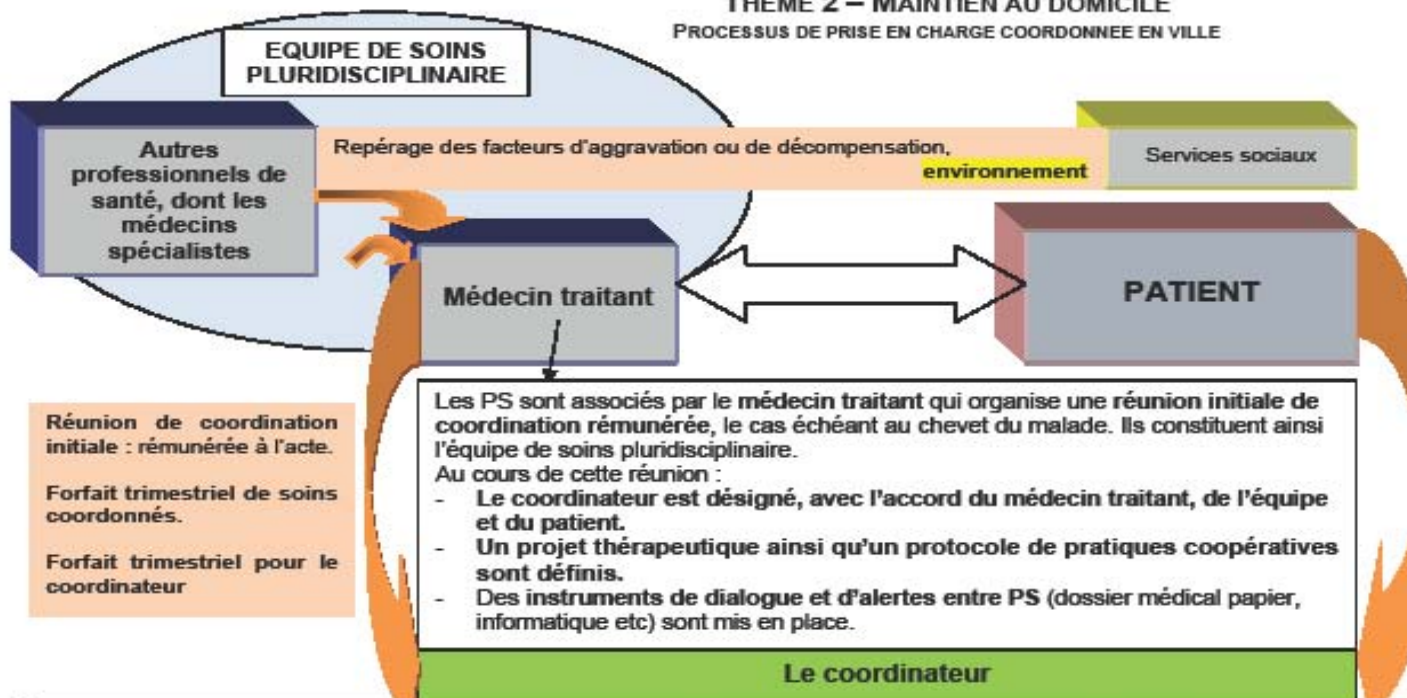 THEME 2 – MAINTIEN AU DOMICILE
PROCESSUS DE PRISE EN CHARGE COORDONNEE EN VILLE
EQUIPE DE SOINS
PLURIDISCIPLINAIRE
Autres
professionnels de
santé, dont les
médecins
spécialistes
Repérage des facteurs d'aggravation ou de décompensation,
environnement
Services sociaux
Médecin traitant
PATIENT
Réunion de coordination
initiale : rémunérée à l'acte.
Forfait trimestriel de soins
coordonnés.
Forfait trimestriel pour le
coordinateur
Les PS sont associés par le médecin traitant qui organise une réunion initiale de
coordination rémunérée, le cas échéant au chevet du malade. Ils constituent ainsi
l'équipe de soins pluridisciplinaire.
Au cours de cette réunion :
- Le coordinateur est désigné, avec l'accord du médecin traitant, de l'équipe
et du patient.
- Un projet thérapeutique ainsi qu'un protocole de pratiques coopératives
sont définis.
- Des instruments de dialogue et d'alertes entre PS (dossier médical papier,
informatique etc) sont mis en place.
Le coordinateur